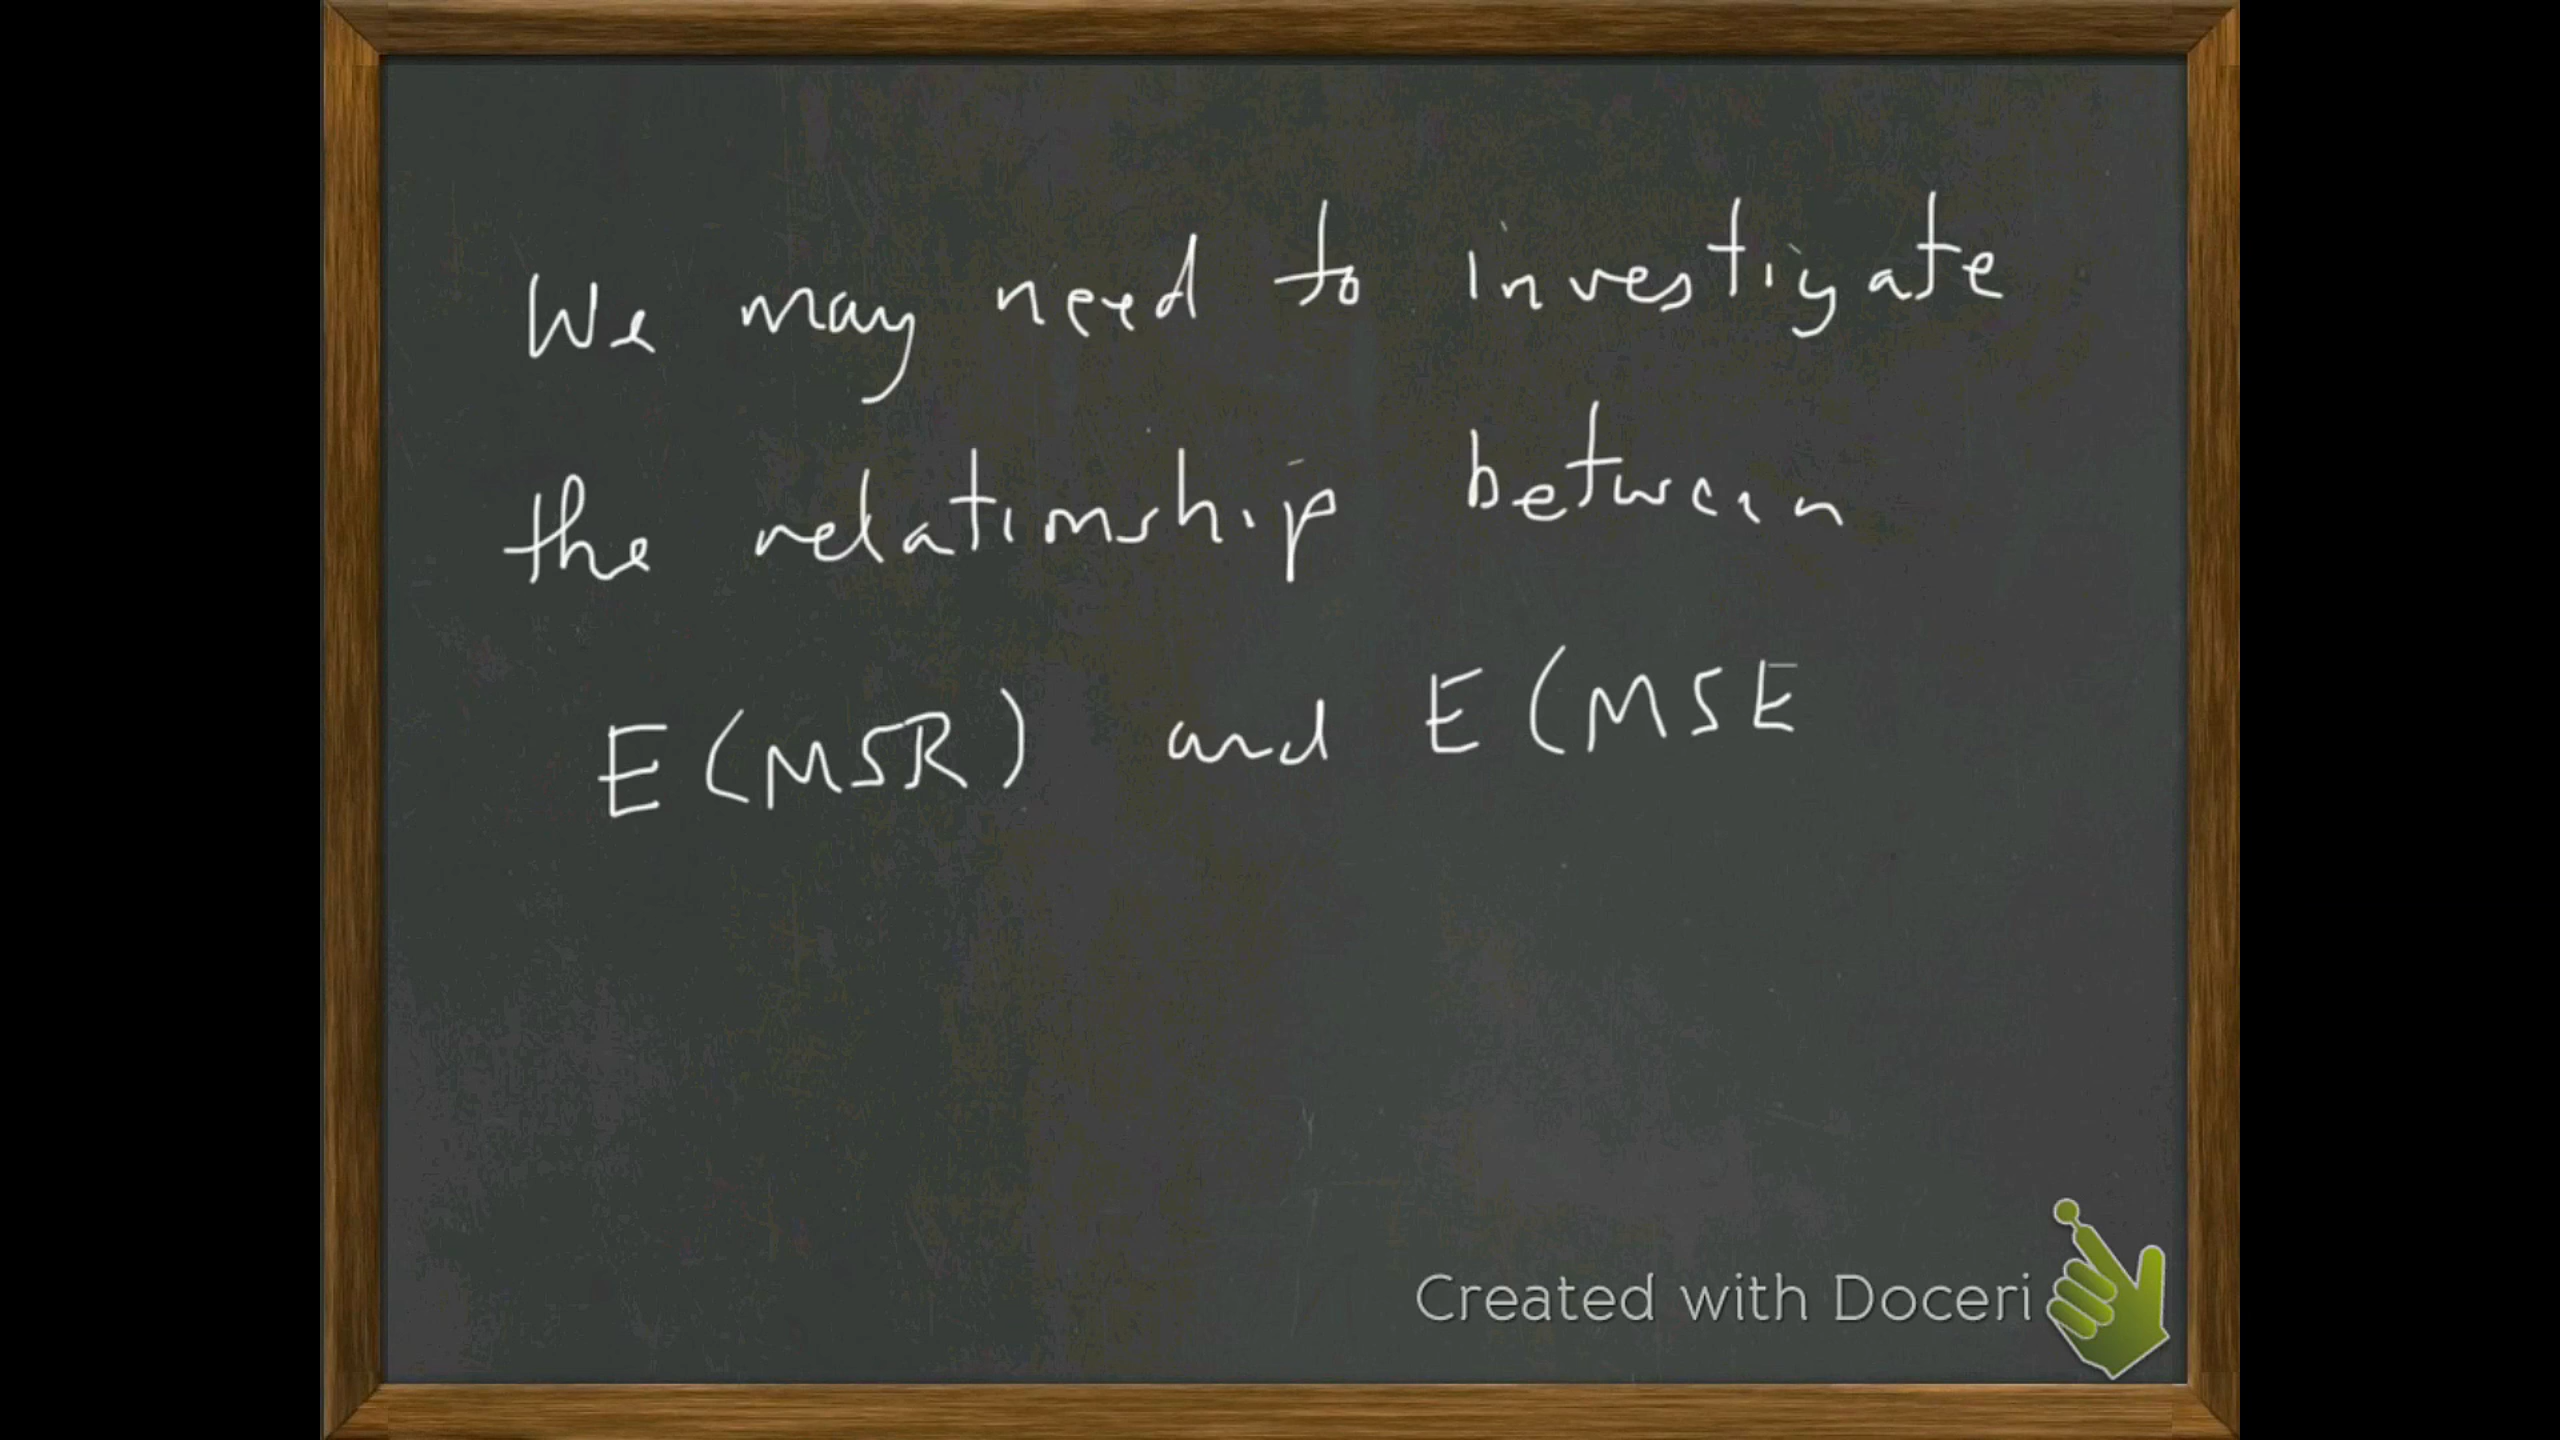 We may need to investigate
the relationship between
E(MSR) and E(MSE
Created with Doceri